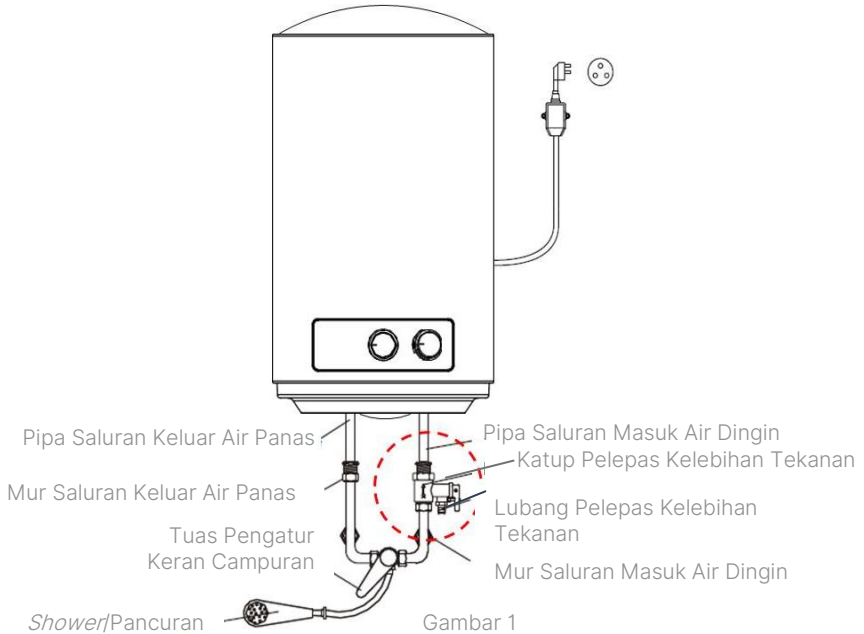 Pipa Saluran Keluar Air Panas
Pipa Saluran Masuk Air Dingin
Katup Pelepas Kelebihan Tekanan
Mur Saluran Keluar Air Panas
Lubang Pelepas Kelebihan
Tekanan
Tuas Pengatur
Keran Campuran
Mur Saluran Masuk Air Dingin
Shower/Pancuran
Gambar 1